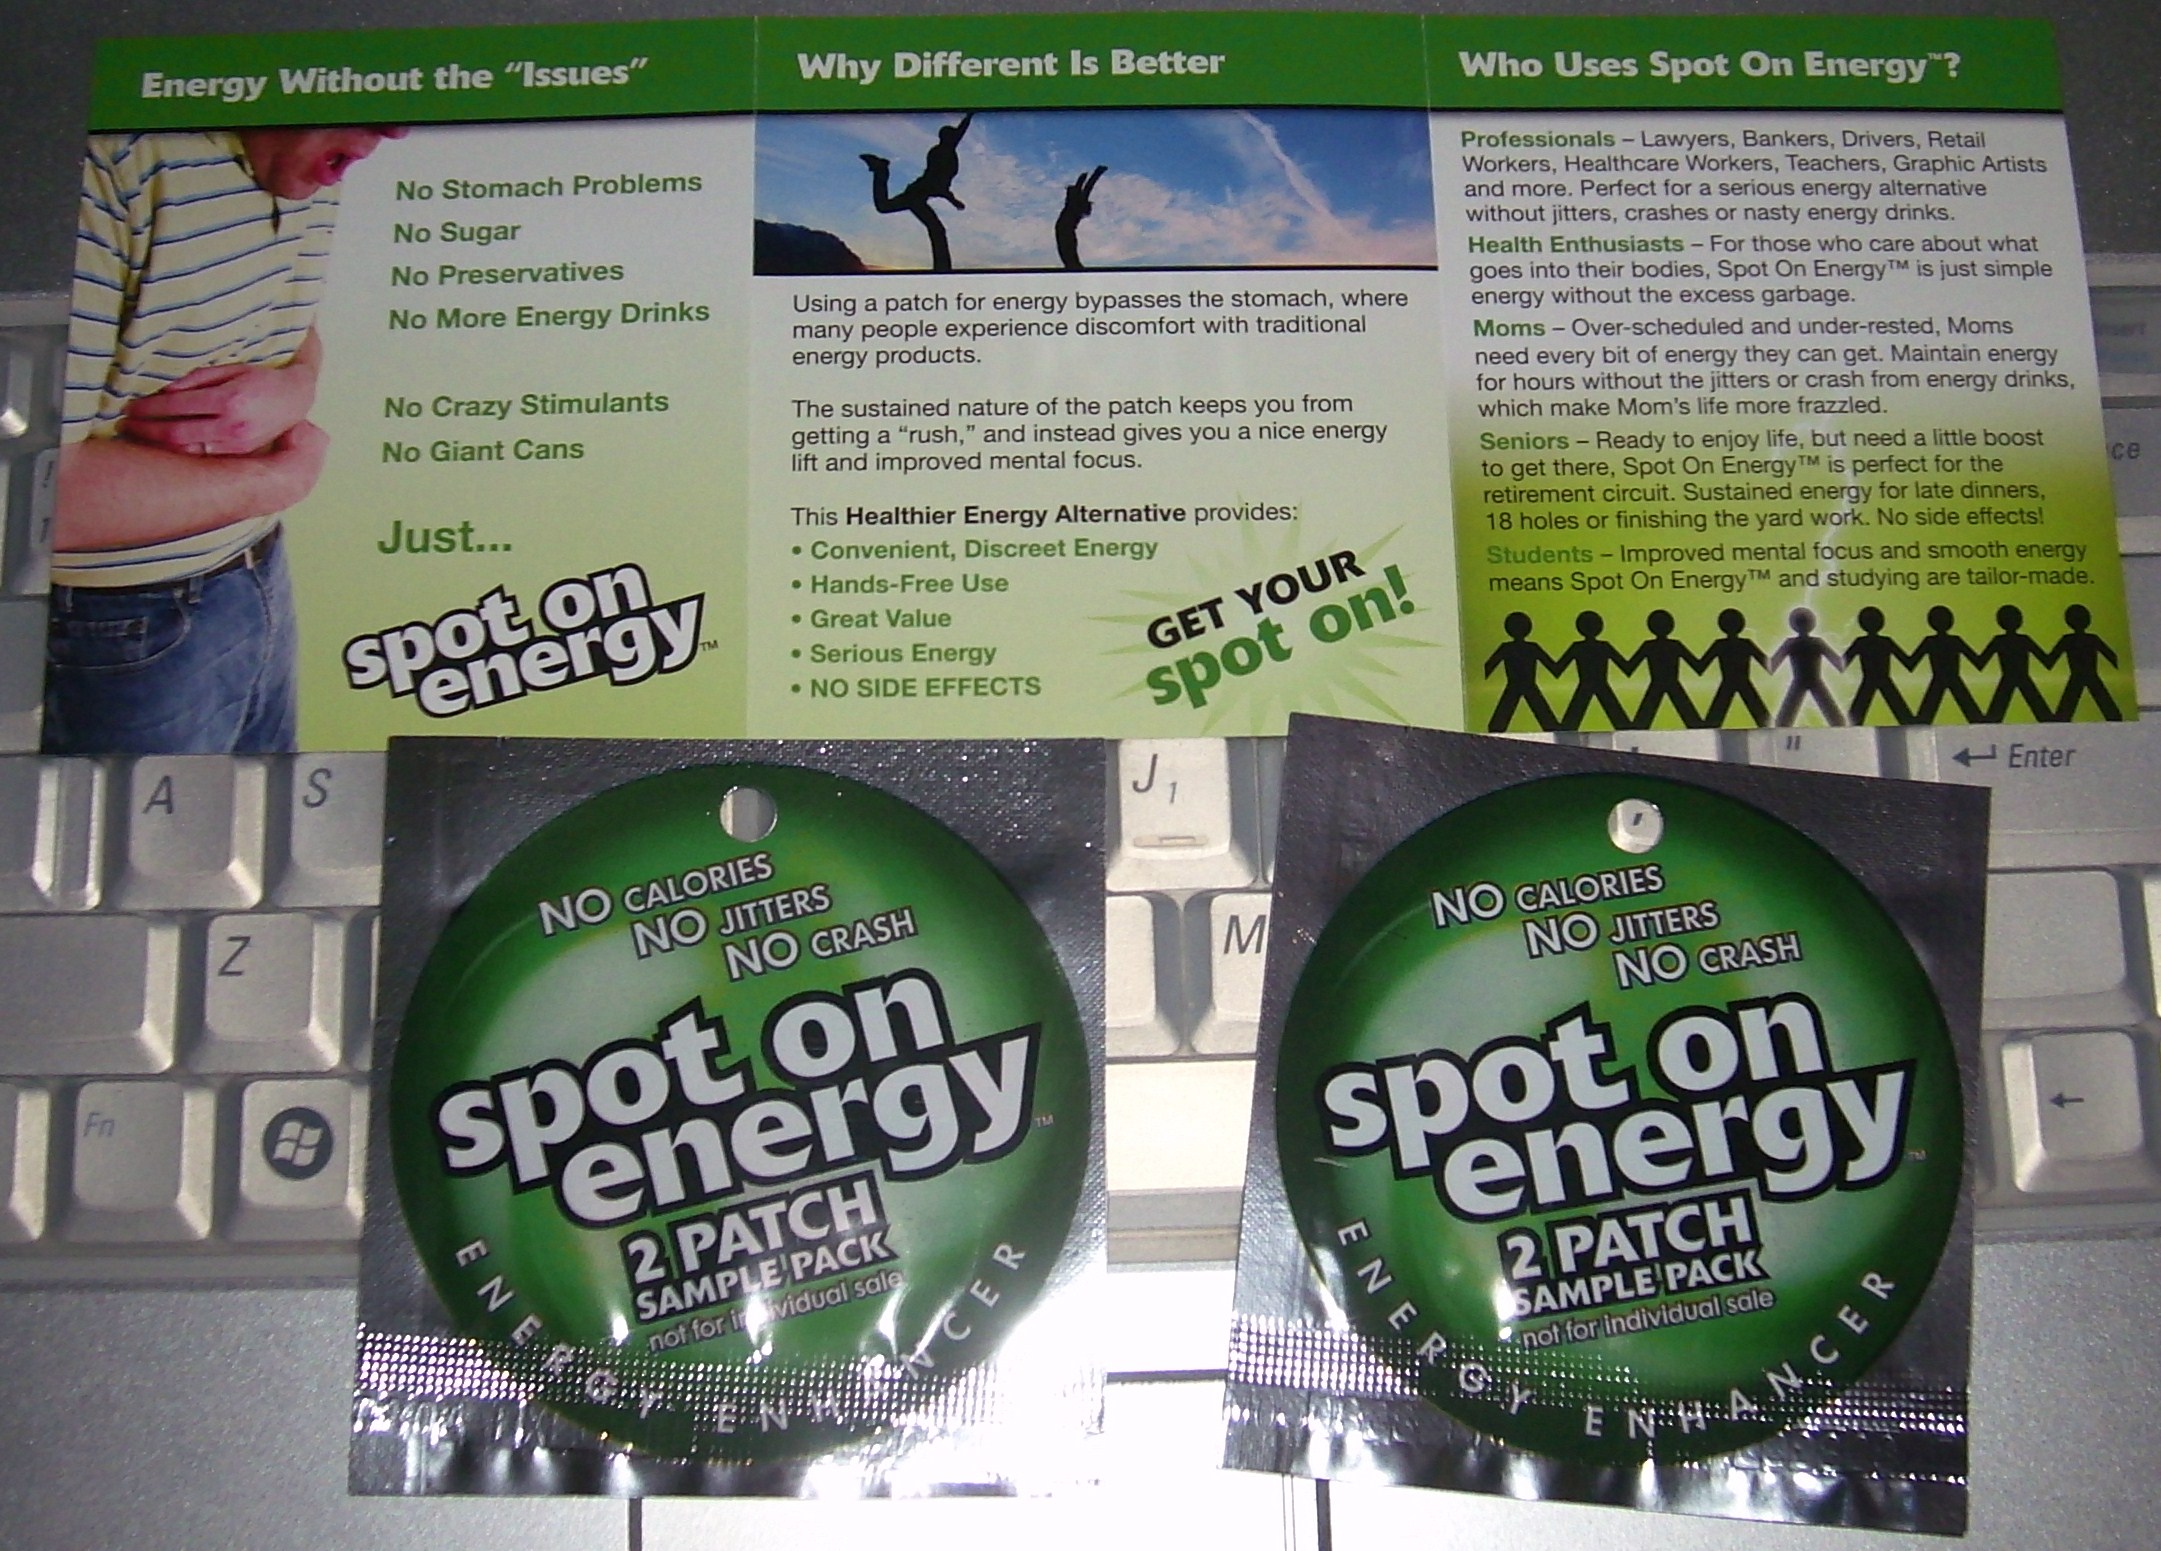 Energy Without the "Issues"
No Stomach Problems
No Sugar
No Preservatives
No More Energy Drinks
No Crazy Stimulants
No Giant Cans
Just...
spot on
energy™
Why Different Is Better
Using a patch for energy bypasses the stomach, where
many people experience discomfort with traditional
energy products.
The sustained nature of the patch keeps you from
getting a "rush," and instead gives you a nice energy
lift and improved mental focus.
This Healthier Energy Alternative provides:
• Convenient, Discreet Energy
• Hands-Free Use
• Great Value
• Serious Energy
• NO SIDE EFFECTS
GET YOUR
spot on!
Who Uses Spot On Energy™?
Professionals – Lawyers, Bankers, Drivers, Retail
Workers, Healthcare Workers, Teachers, Graphic Artists
and more. Perfect for a serious energy alternative
without jitters, crashes or nasty energy drinks.
Health Enthusiasts – For those who care about what
goes into their bodies, Spot On Energy™ is just simple
energy without the excess garbage.
Moms – Over-scheduled and under-rested, Moms
need every bit of energy they can get. Maintain energy
for hours without the jitters or crash from energy drinks,
which make Mom's life more frazzled.
Seniors – Ready to enjoy life, but need a little boost
to get there, Spot On Energy™ is perfect for the
retirement circuit. Sustained energy for late dinners,
18 holes or finishing the yard work. No side effects!
Students – Improved mental focus and smooth energy
means Spot On Energy™ and studying are tailor-made.
A
S
J 1
"
↵ Enter
Z
M
Fn
←
NO CALORIES
NO JITTERS
NO CRASH
spot on
energy™
2 PATCH
SAMPLE PACK
not for individual sale
ENERGY ENHANCER
'
NO CALORIES
NO JITTERS
NO CRASH
spot on
energy™
2 PATCH
SAMPLE PACK
not for individual sale
ENERGY ENHANCER